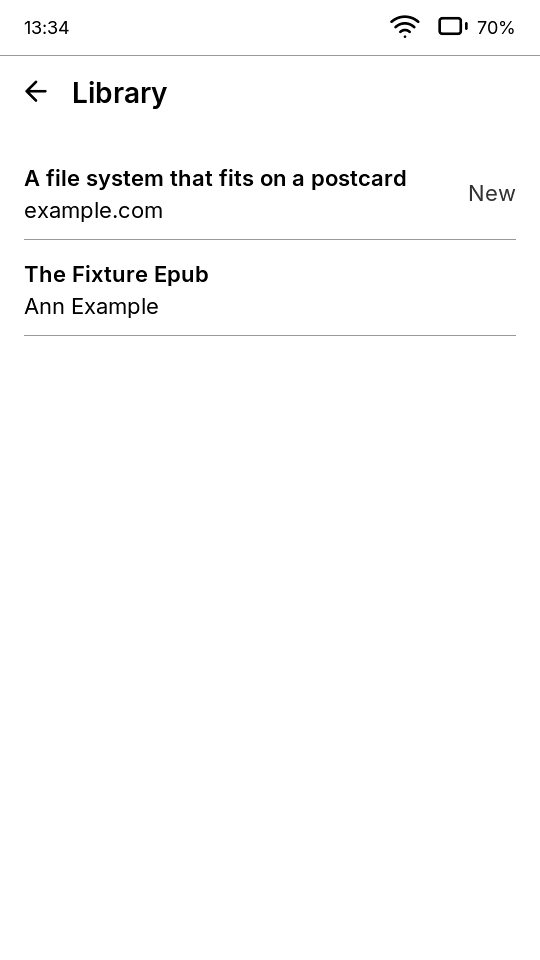 13:34
70%
Library
A file system that fits on a postcard
example.com
New
The Fixture Epub
Ann Example